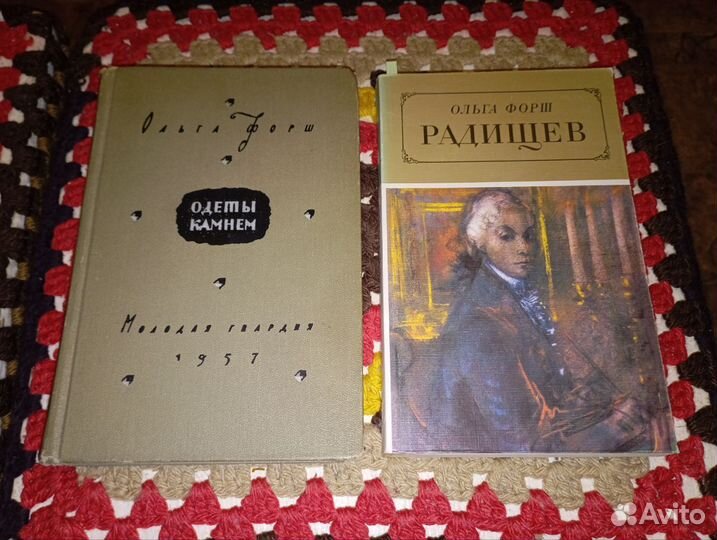 Ольга Форш
ОДЕТЫ
КАМНЕМ
Молодая гвардия
1957
ОЛЬГА ФОРШ
РАДИЩЕВ
Avito